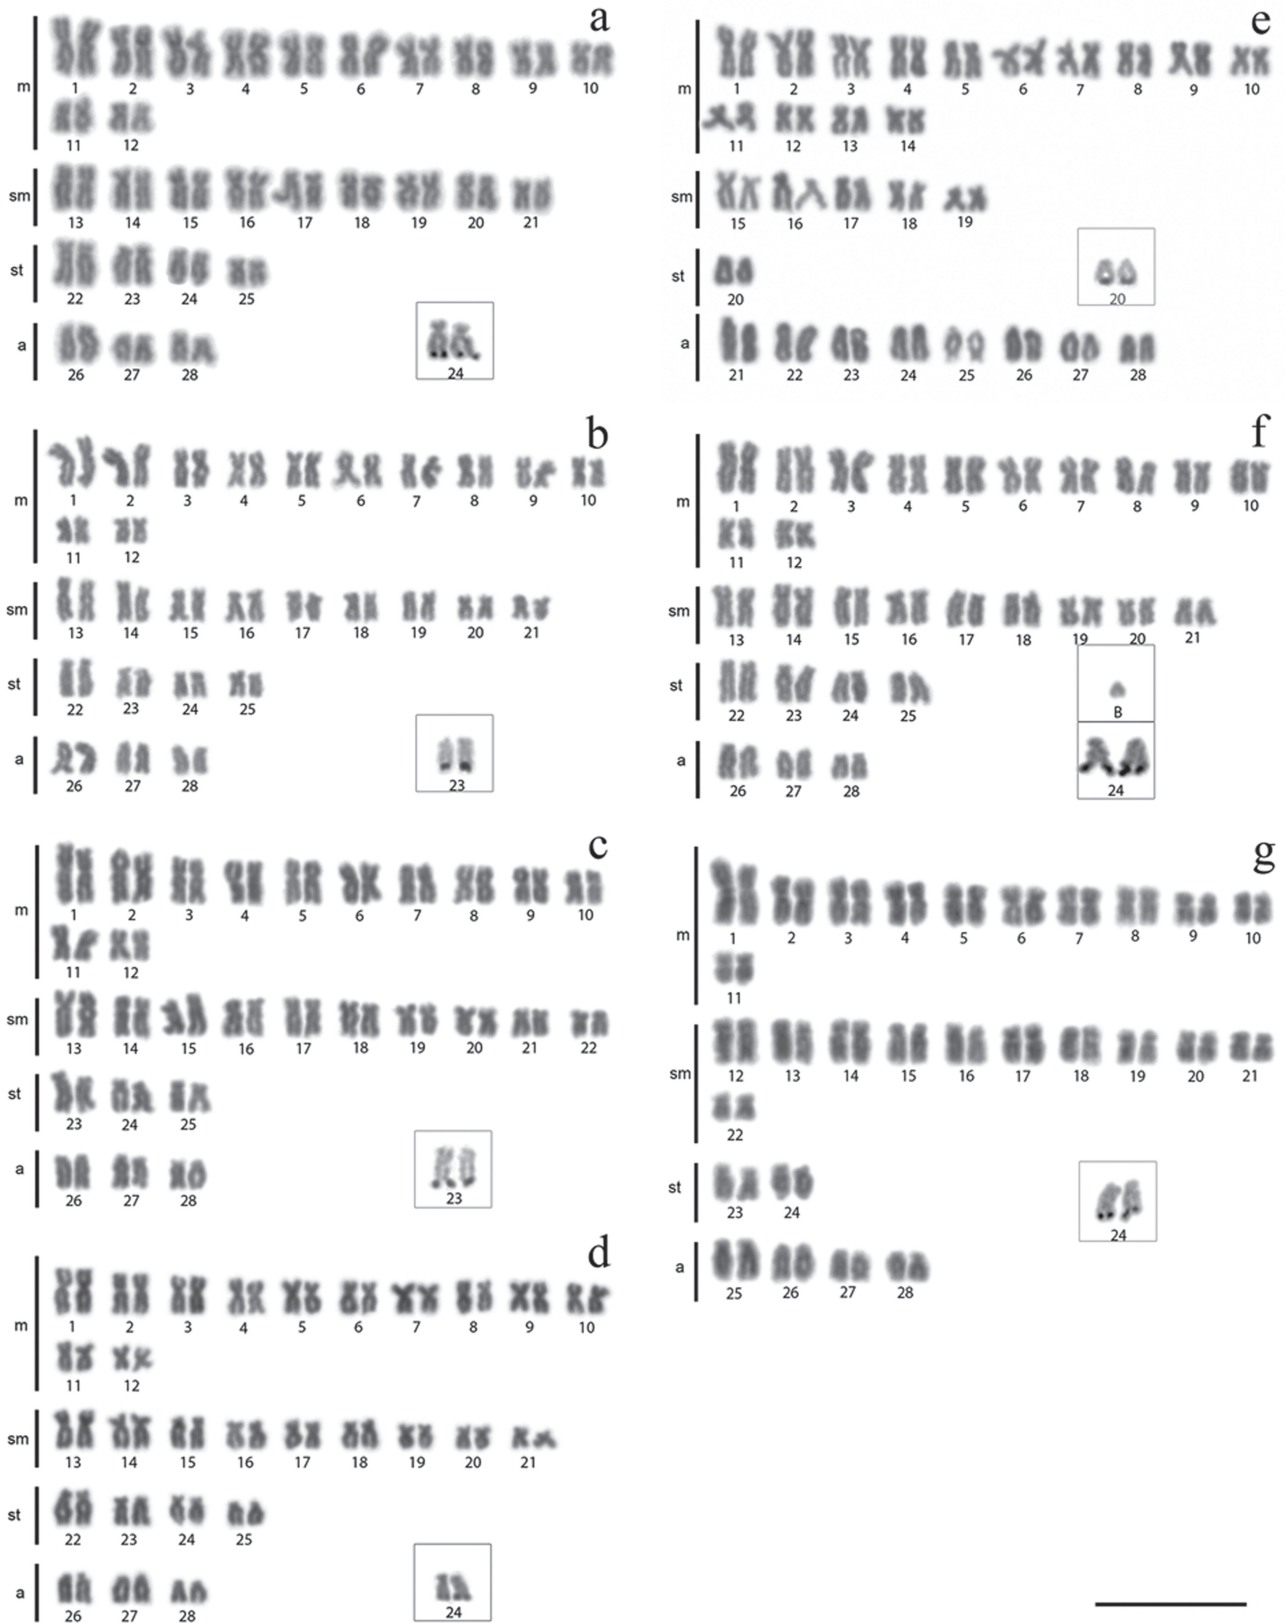 a
m
1 2 3 4 5 6 7 8 9 10
11 12
sm
13 14 15 16 17 18 19 20 21
st
22 23 24 25
a
26 27 28
24
b
m
1 2 3 4 5 6 7 8 9 10
11 12
sm
13 14 15 16 17 18 19 20 21
st
22 23 24 25
a
26 27 28
23
c
m
1 2 3 4 5 6 7 8 9 10
11 12
sm
13 14 15 16 17 18 19 20 21 22
st
23 24 25
a
26 27 28
23
d
m
1 2 3 4 5 6 7 8 9 10
11 12
sm
13 14 15 16 17 18 19 20 21
st
22 23 24 25
a
26 27 28
24
e
m
1 2 3 4 5 6 7 8 9 10
11 12 13 14
sm
15 16 17 18 19
st
20
20
a
21 22 23 24 25 26 27 28
f
m
1 2 3 4 5 6 7 8 9 10
11 12
sm
13 14 15 16 17 18 19 20 21
st
22 23 24 25
B
a
26 27 28
24
g
m
1 2 3 4 5 6 7 8 9 10
11
sm
12 13 14 15 16 17 18 19 20 21
22
st
23 24
24
a
25 26 27 28